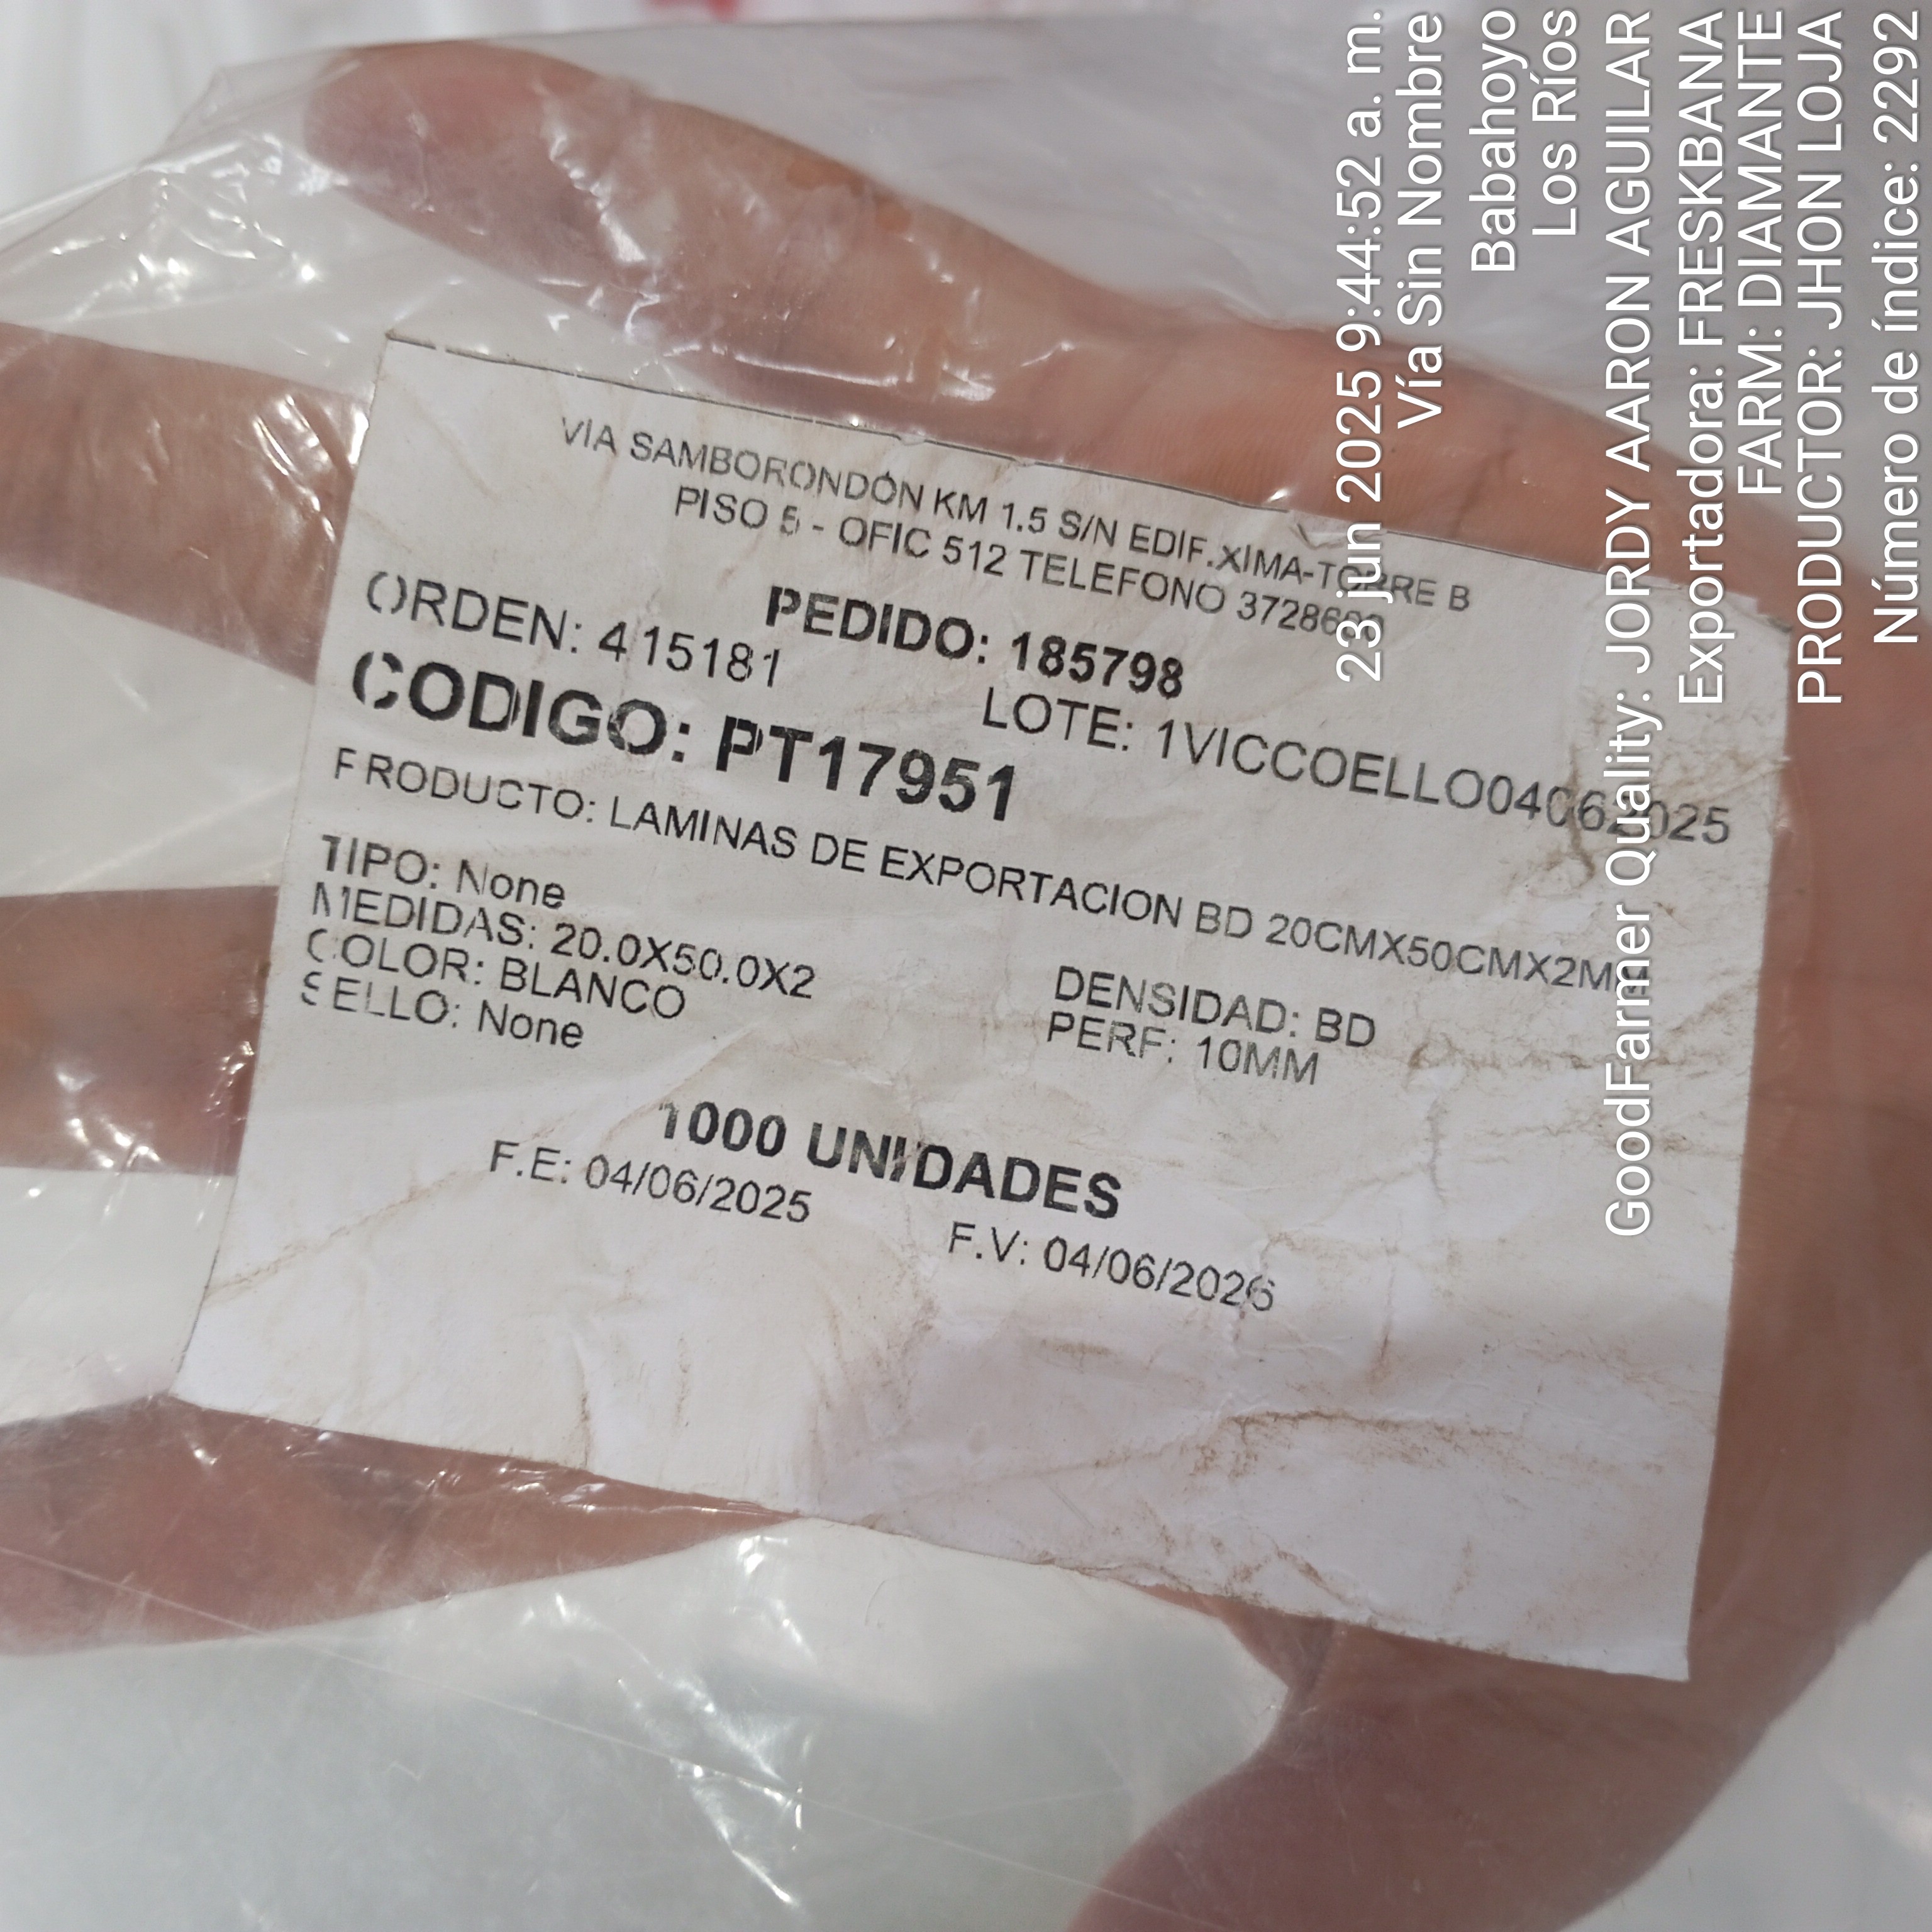 VIA SAMBORONDÓN KM 1.5 S/N EDIF.XIMA-TORRE B
PISO 5 - OFIC 512 TELEFONO
ORDEN: 415181 PEDIDO: 185798
CODIGO: PT17951 LOTE: 1VICCOELLO04062025
PRODUCTO: LAMINAS DE EXPORTACION BD 20CMX50CMX2M
TIPO: None
MEDIDAS: 20.0X50.0X2
COLOR: BLANCO DENSIDAD: BD
SELLO: None PERF: 10MM
1000 UNIDADES
F.E: 04/06/2025 F.V: 04/06/2026
23 jun 2025 9:44:52 a. m.
Vía Sin Nombre
Babahoyo
Los Ríos
GoodFarmer Quality: JORDY AARON AGUILAR
Exportadora: FRESKBANA
FARM: DIAMANTE
PRODUCTOR: JHON LOJA
Número de índice: 2292